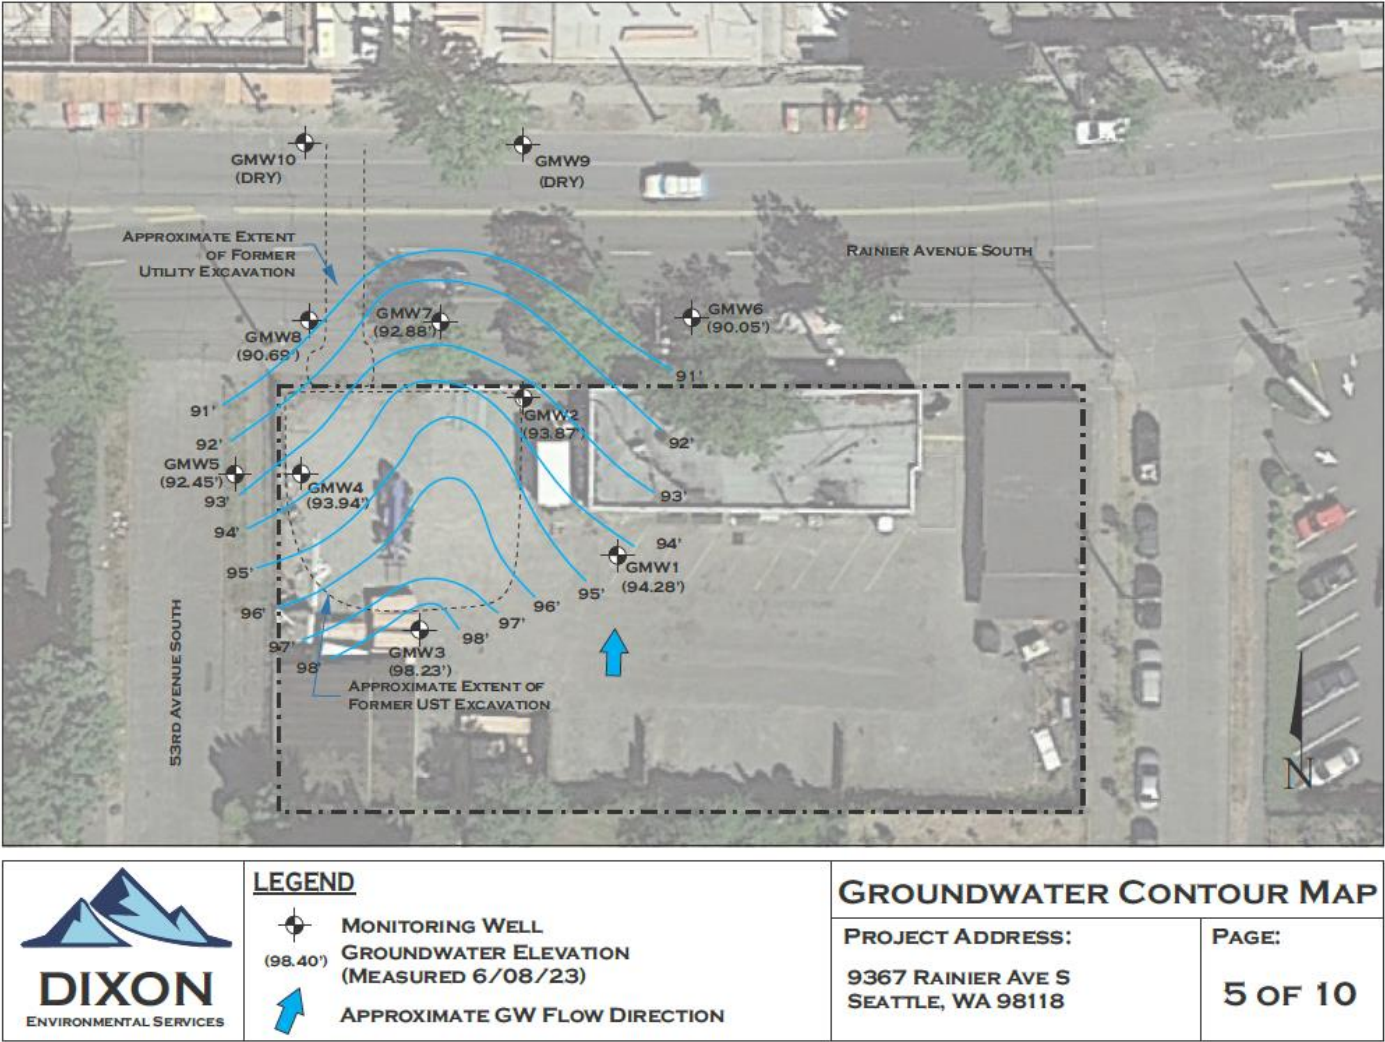 GMW10
(DRY)
GMW9
(DRY)
APPROXIMATE EXTENT
OF FORMER
UTILITY EXCAVATION
RAINIER AVENUE SOUTH
GMW8
(90.69')
GMW7
(92.88')
GMW6
(90.05')
91'
91'
92'
92'
GMW2
(93.87')
GMW5
(92.45')
93'
93'
GMW4
(93.94')
94'
94'
GMW1
(94.28')
95'
95'
96'
96'
97'
97'
98'
98'
GMW3
(98.23')
APPROXIMATE EXTENT OF
FORMER UST EXCAVATION
53RD AVENUE SOUTH
N
DIXON
ENVIRONMENTAL SERVICES
LEGEND
MONITORING WELL
(98.40') GROUNDWATER ELEVATION
(MEASURED 6/08/23)
APPROXIMATE GW FLOW DIRECTION
GROUNDWATER CONTOUR MAP
PROJECT ADDRESS:
9367 RAINIER AVE S
SEATTLE, WA 98118
PAGE:
5 OF 10